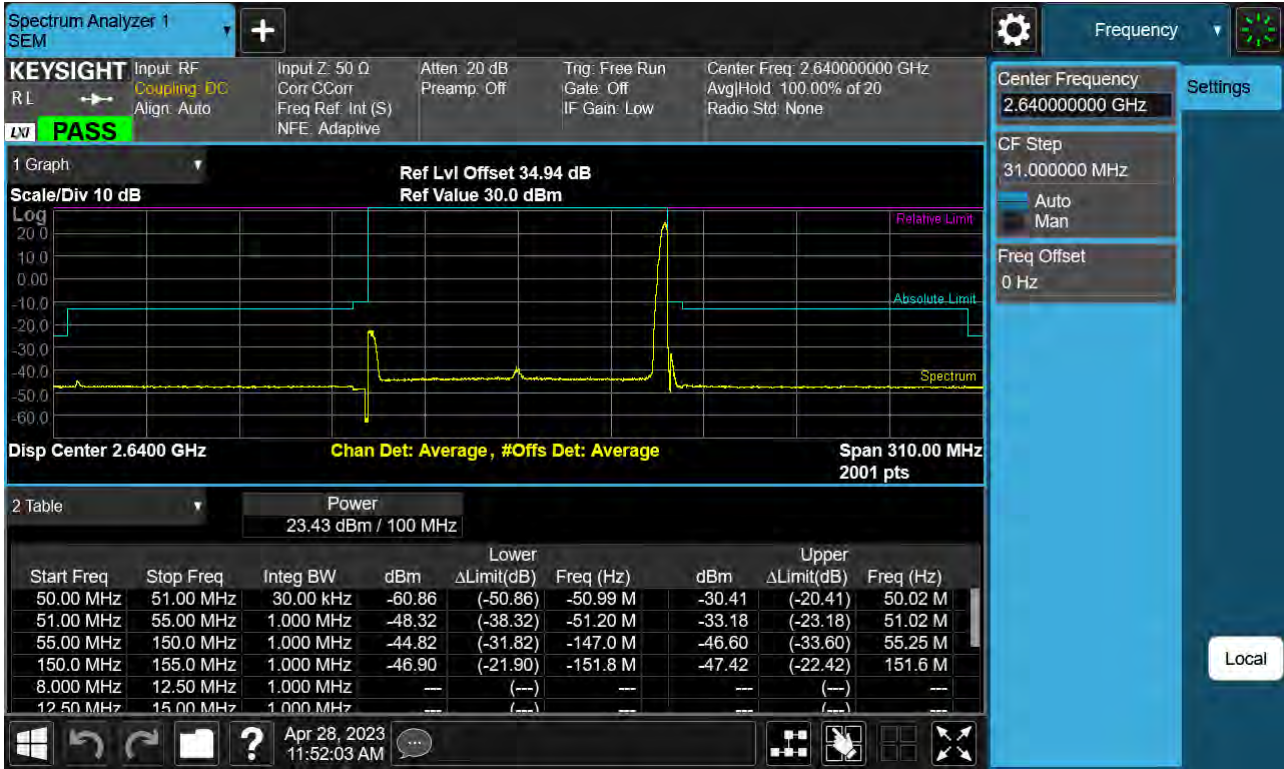 Spectrum Analyzer 1
SEM
Frequency
KEYSIGHT
R L
LXI
PASS
Input: RF
Coupling: DC
Align: Auto
Input Z: 50 Ω
Corr CCorr
Freq Ref: Int (S)
NFE: Adaptive
Atten: 20 dB
Preamp: Off
Trig: Free Run
Gate: Off
IF Gain: Low
Center Freq: 2.640000000 GHz
Avg|Hold: 100.00% of 20
Radio Std: None
Center Frequency
2.640000000 GHz
Settings
CF Step
31.000000 MHz
Auto
Man
Freq Offset
0 Hz
1 Graph
Scale/Div 10 dB
Ref Lvl Offset 34.94 dB
Ref Value 30.0 dBm
Log
20.0
10.0
0.00
-10.0
-20.0
-30.0
-40.0
-50.0
-60.0
Relative Limit
Absolute Limit
Spectrum
Disp Center 2.6400 GHz
Chan Det: Average, #Offs Det: Average
Span 310.00 MHz
2001 pts
2 Table
Power
23.43 dBm / 100 MHz
Lower Upper
Start Freq Stop Freq Integ BW dBm ΔLimit(dB) Freq (Hz) dBm ΔLimit(dB) Freq (Hz)
50.00 MHz 51.00 MHz 30.00 kHz -60.86 (-50.86) -50.99 M -30.41 (-20.41) 50.02 M
51.00 MHz 55.00 MHz 1.000 MHz -48.32 (-38.32) -51.20 M -33.18 (-23.18) 51.02 M
55.00 MHz 150.0 MHz 1.000 MHz -44.82 (-31.82) -147.0 M -46.60 (-33.60) 55.25 M
150.0 MHz 155.0 MHz 1.000 MHz -46.90 (-21.90) -151.8 M -47.42 (-22.42) 151.6 M
8.000 MHz 12.50 MHz 1.000 MHz --- (---) --- --- (---) ---
12.50 MHz 15.00 MHz 1.000 MHz --- (---) --- --- (---) ---
Local
?
Apr 28, 2023
11:52:03 AM